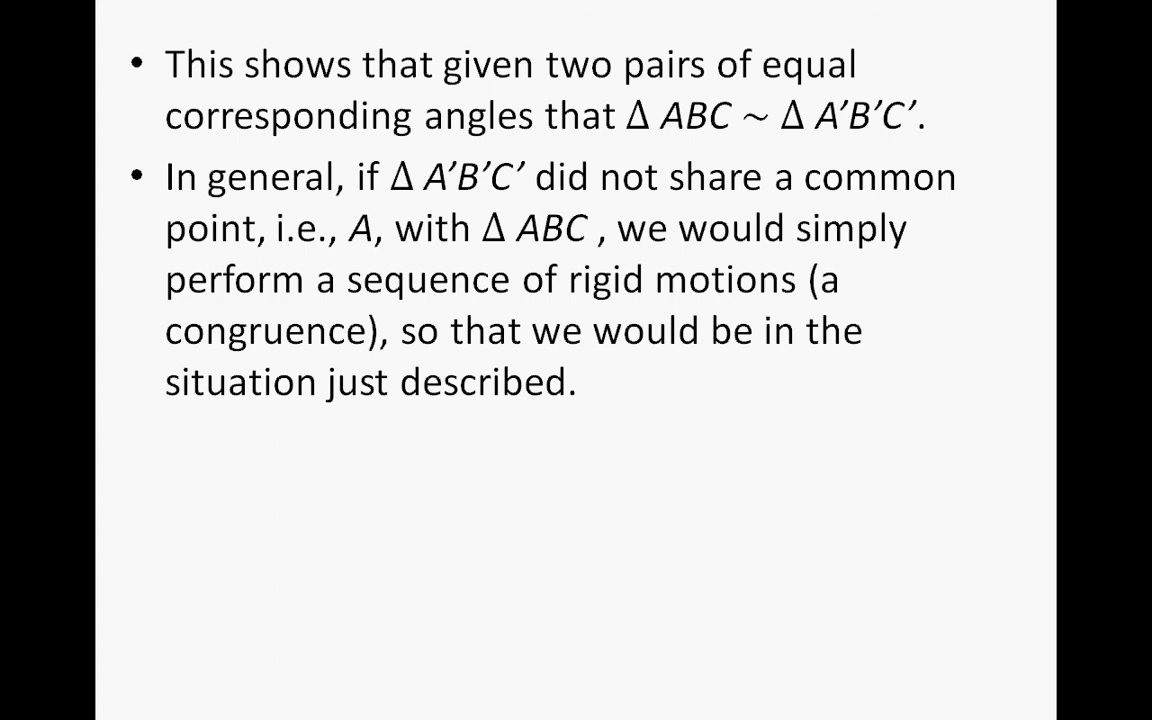 • This shows that given two pairs of equal
corresponding angles that Δ ABC ~ Δ A’B’C’.
• In general, if Δ A’B’C’ did not share a common
point, i.e., A, with Δ ABC , we would simply
perform a sequence of rigid motions (a
congruence), so that we would be in the
situation just described.